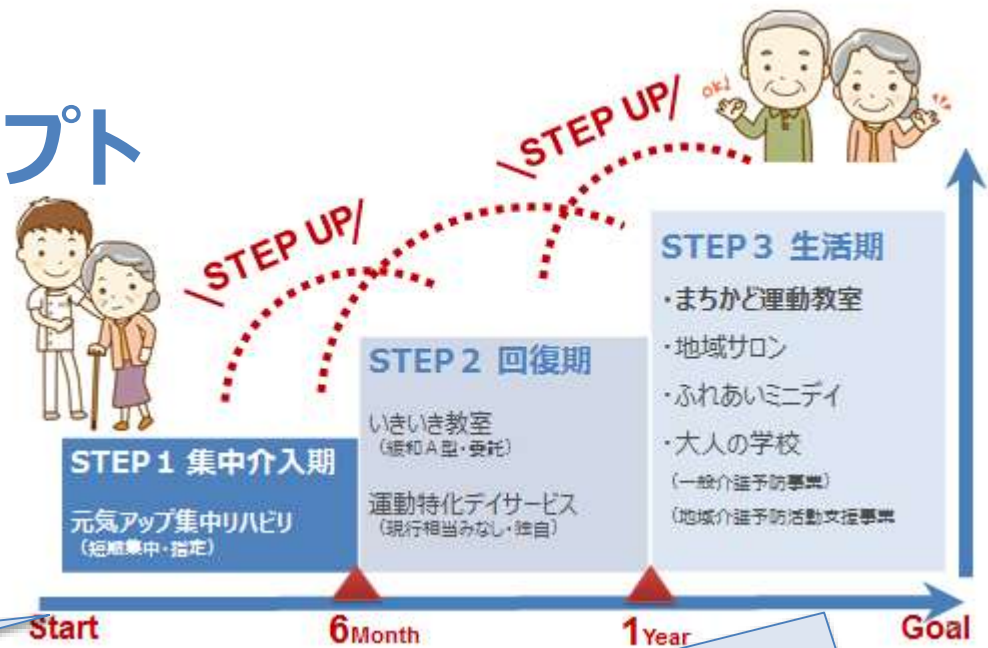 プト
OK!
\STEP UP/
\STEP UP/
STEP1 集中介入期
元気アップ集中リハビリ
（短期集中・指定）
STEP2 回復期
いきいき教室
（緩和A型・委託）
運動特化デイサービス
（現行相当みなし・独自）
STEP3 生活期
・まちかど運動教室
・地域サロン
・ふれあいミニデイ
・大人の学校
（一般介護予防事業）
（地域介護予防活動支援事業
Start
6Month
1Year
Goal